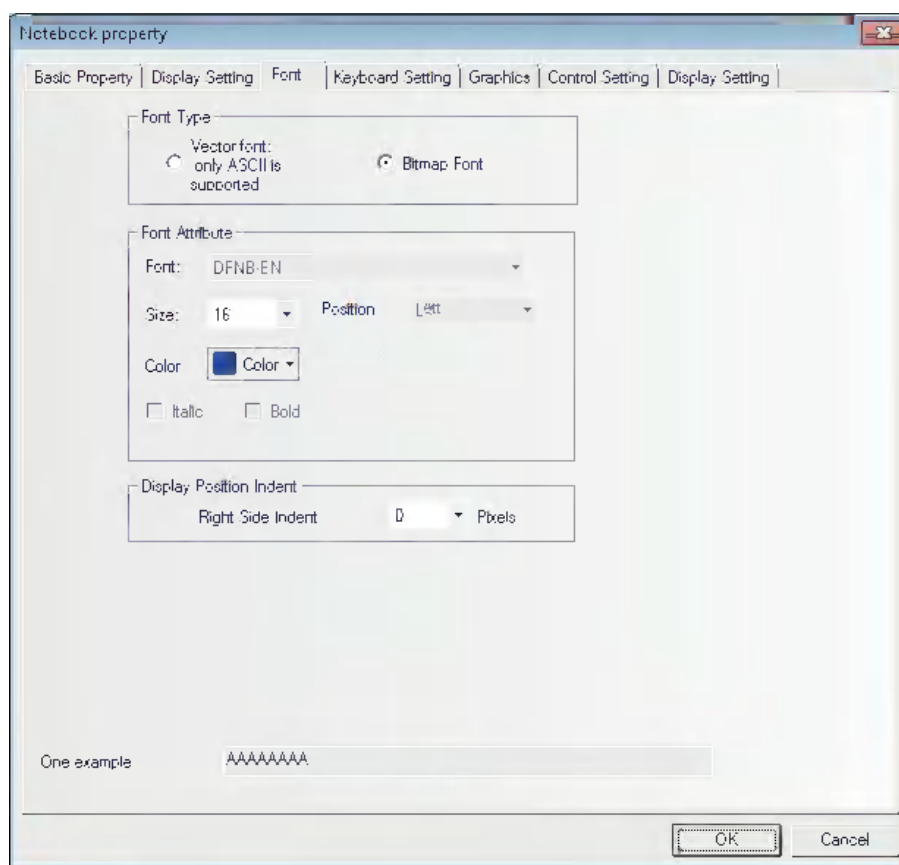 Notebook property
Basic Property Display Setting Font Keyboard Setting Graphics Control Setting Display Setting
Font Type
Vector font:
only ASCII is
supported
Bitmap Font
Font Attribute
Font: DFNB-EN
Size: 16 Position Left
Color Color
Italic Bold
Display Position Indent
Right Side Indent 0 Pixels
One example AAAAAAAA
OK Cancel